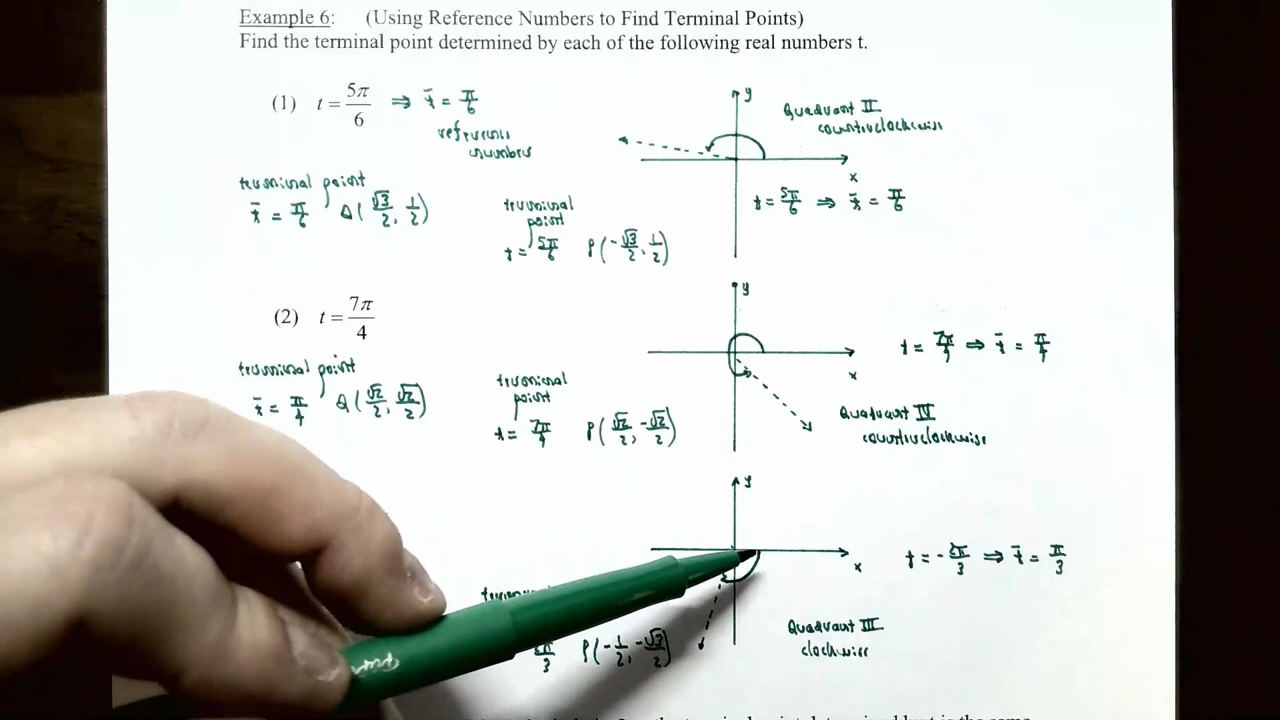 Example 6: (Using Reference Numbers to Find Terminal Points)
Find the terminal point determined by each of the following real numbers t.
(1) t = 5π/6 ⇒ t̄ = π/6
reference
numbers
y
Quadrant II
counterclockwise
x
terminal point
t̄ = π/6 Q(√3/2, 1/2)
terminal
point
t = 5π/6 P(-√3/2, 1/2)
t = 5π/6 ⇒ t̄ = π/6
(2) t = 7π/4
y
t = 7π/4 ⇒ t̄ = π/4
x
terminal point
t̄ = π/4 Q(√2/2, √2/2)
terminal
point
t = 7π/4 P(√2/2, -√2/2)
Quadrant IV
counterclockwise
y
x
t = -2π/3 ⇒ t̄ = π/3
P(-1/2, -√3/2)
Quadrant III
clockwise